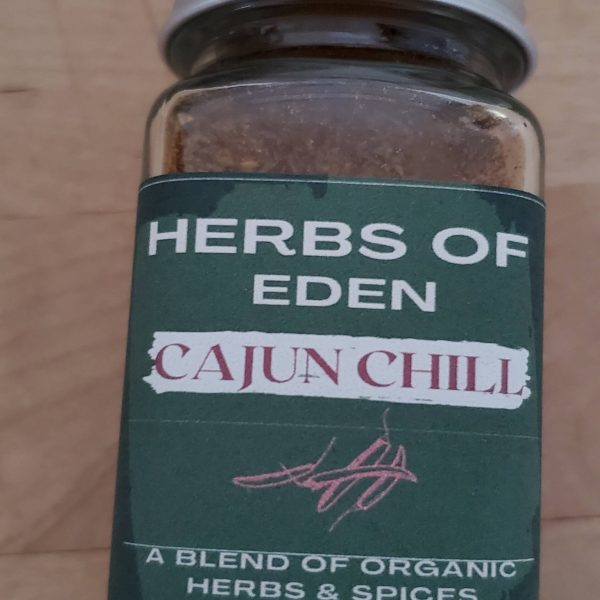 HERBS OF
EDEN
CAJUN CHILL
A BLEND OF ORGANIC
HERBS & SPICES